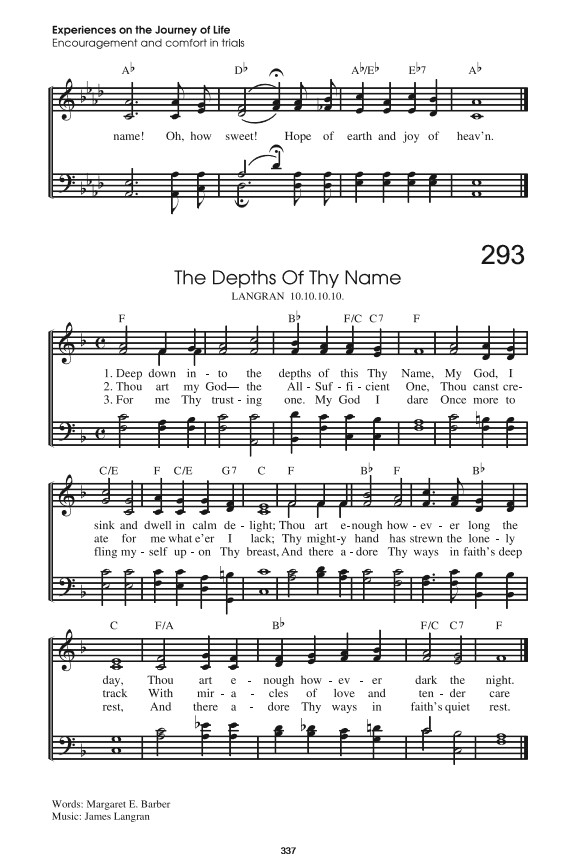 Experiences on the Journey of Life
Encouragement and comfort in trials
A♭ D♭ A♭/E♭ E♭7 A♭
name! Oh, how sweet! Hope of earth and joy of heav'n.
293
The Depths Of Thy Name
LANGRAN 10.10.10.10.
F B♭ F/C C7 F
1. Deep down in - to the depths of this Thy Name, My God, I
2. Thou art my God— the All - Suf - fi - cient One, Thou canst cre-
3. For me Thy trust - ing one. My God I dare Once more to
C/E F C/E G7 C F B♭ F B♭
sink and dwell in calm de - light; Thou art e-nough how - ev - er long the
ate for me what e'er I lack; Thy might-y hand has strewn the lone - ly
fling my - self up - on Thy breast, And there a-dore Thy ways in faith's deep
C F/A B♭ F/C C7 F
day, Thou art e - nough how - ev - er dark the night.
track With mir - a - cles of love and ten - der care
rest, And there a - dore Thy ways in faith's quiet rest.
Words: Margaret E. Barber
Music: James Langran
337